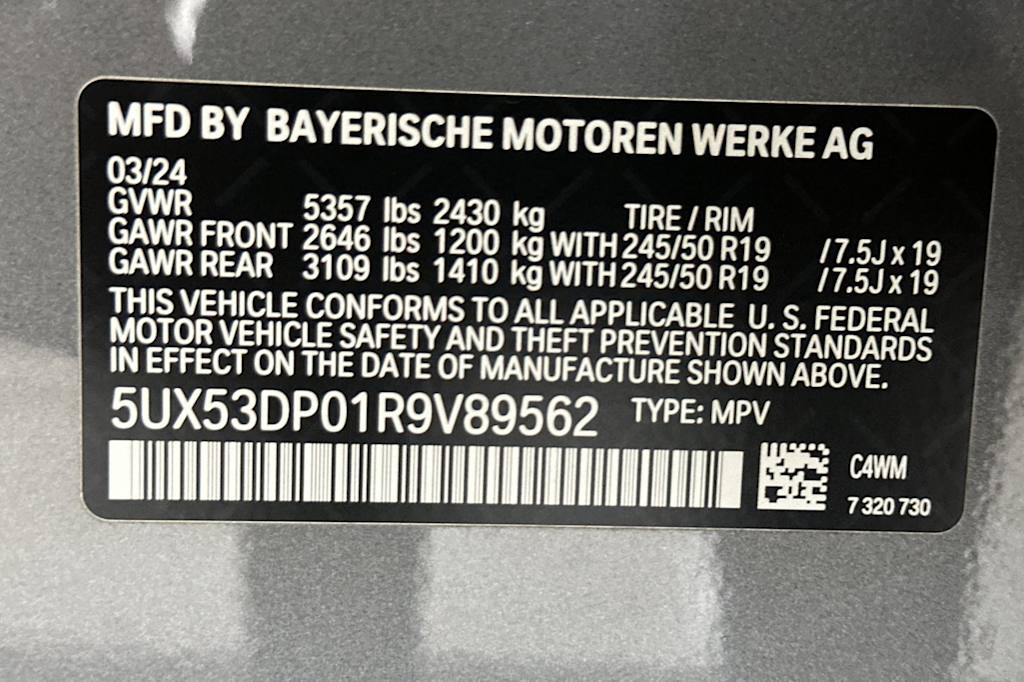 MFD BY BAYERISCHE MOTOREN WERKE AG
03/24
GVWR 5357 lbs 2430 kg TIRE / RIM
GAWR FRONT 2646 lbs 1200 kg WITH 245/50 R19 /7.5J x 19
GAWR REAR 3109 lbs 1410 kg WITH 245/50 R19 /7.5J x 19
THIS VEHICLE CONFORMS TO ALL APPLICABLE U. S. FEDERAL
MOTOR VEHICLE SAFETY AND THEFT PREVENTION STANDARDS
IN EFFECT ON THE DATE OF MANUFACTURE SHOWN ABOVE.
5UX53DP01R9V89562 TYPE: MPV
C4WM
7 320 730